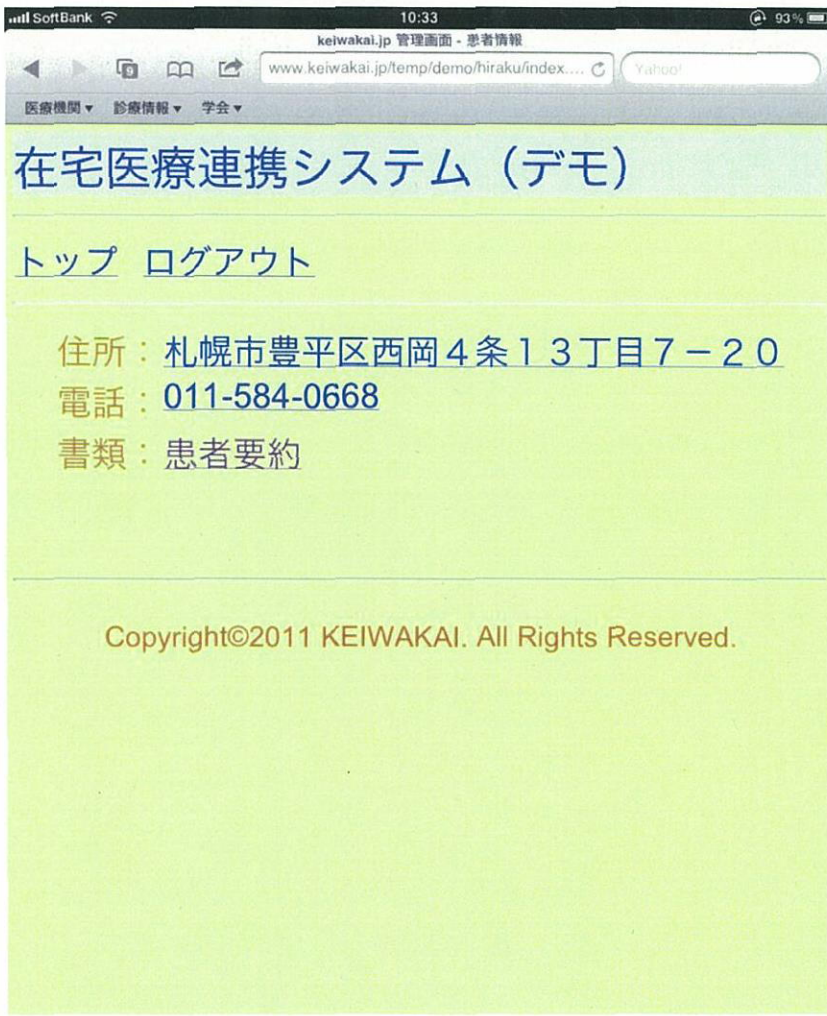 SoftBank 10:33 93%
keiwakai.jp 管理画面 - 患者情報
9 www.keiwakai.jp/temp/demo/hiraku/index.... Yahoo!
医療機関▼ 診療情報▼ 学会▼
在宅医療連携システム（デモ）
トップ ログアウト
住所：札幌市豊平区西岡４条１３丁目７－２０
電話：011-584-0668
書類：患者要約
Copyright©2011 KEIWAKAI. All Rights Reserved.